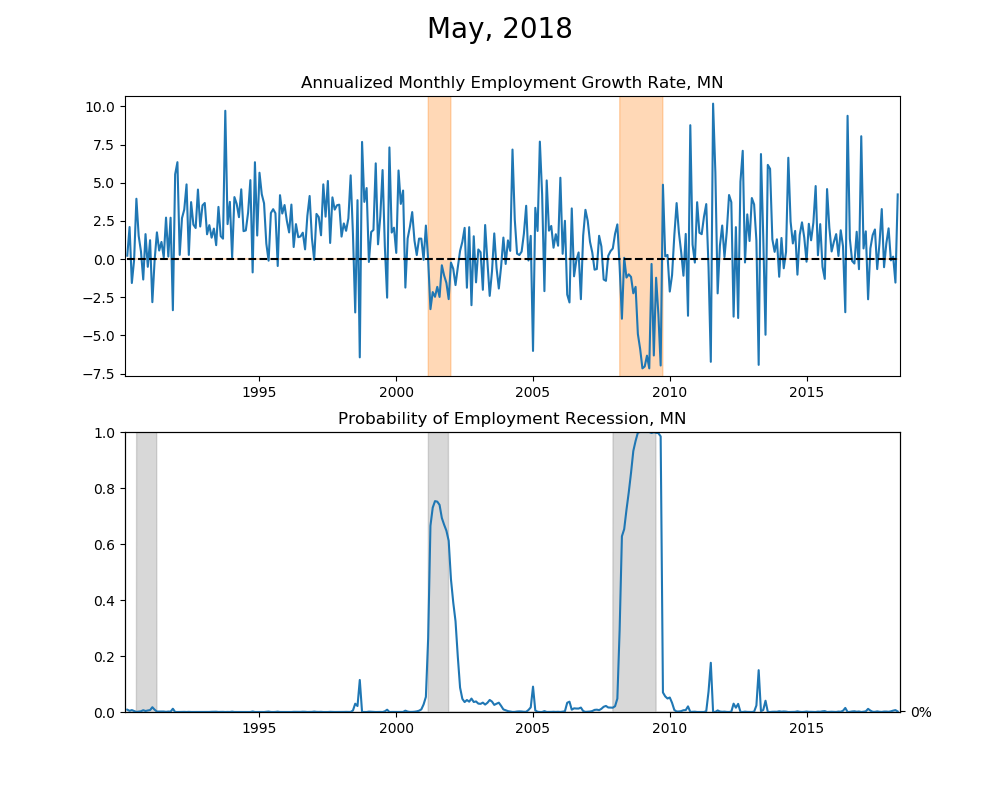 May, 2018
Annualized Monthly Employment Growth Rate, MN
10.0
7.5
5.0
2.5
0.0
−2.5
−5.0
−7.5
1995 2000 2005 2010 2015
Probability of Employment Recession, MN
1.0
0.8
0.6
0.4
0.2
0.0 0%
1995 2000 2005 2010 2015